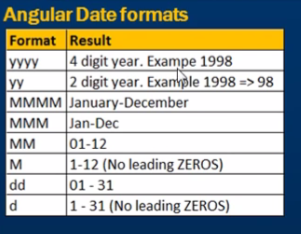 Angular Date formats
Format Result
yyyy 4 digit year. Exampe 1998
yy 2 digit year. Example 1998 => 98
MMMM January-December
MMM Jan-Dec
MM 01-12
M 1-12 (No leading ZEROS)
dd 01 - 31
d 1 - 31 (No leading ZEROS)